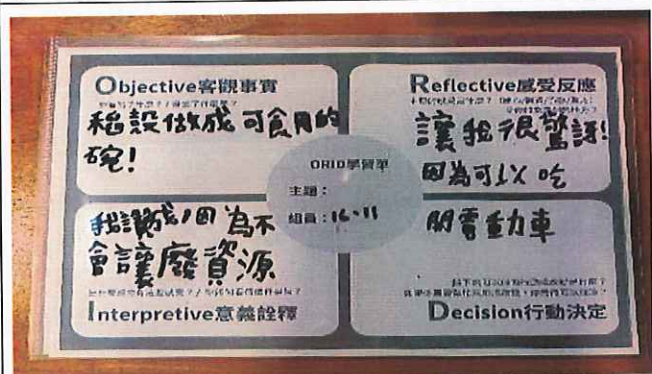 Objective客觀事實
稻殼做成可食用的
碗!
Reflective感受反應
讓我很驚訝!
因為可以吃
ORID學習單
主題：
組員：16、11
我讚成!因為不
會讓廢資源
Interpretive意義詮釋
開電動車
Decision行動決定